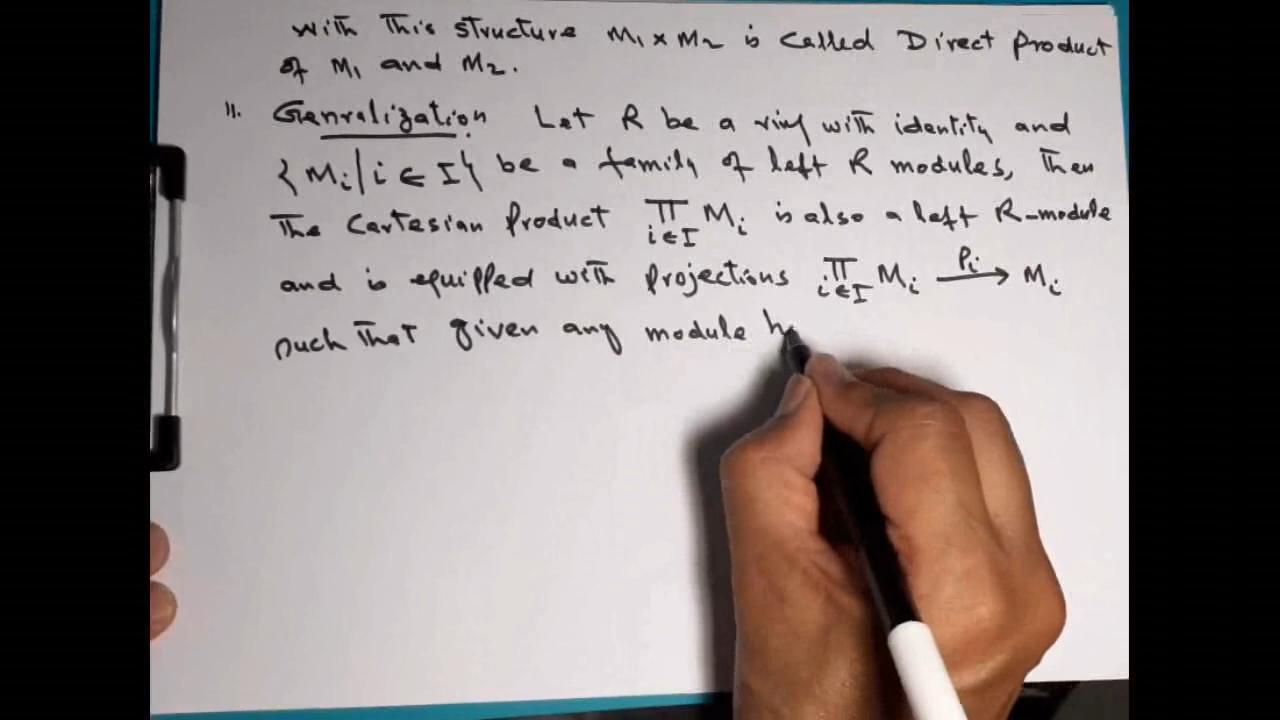 with This structure M₁ × M₂ is called Direct Product
of M₁ and M₂.
11. Genralization. Let R be a ring with identity and
{Mᵢ | i ∈ I} be a family of left R modules, Then
The Cartesian Product ∏_{i∈I} Mᵢ is also a left R-module
and is equipped with projections ∏_{i∈I} Mᵢ --Pᵢ--> Mᵢ
such That given any module